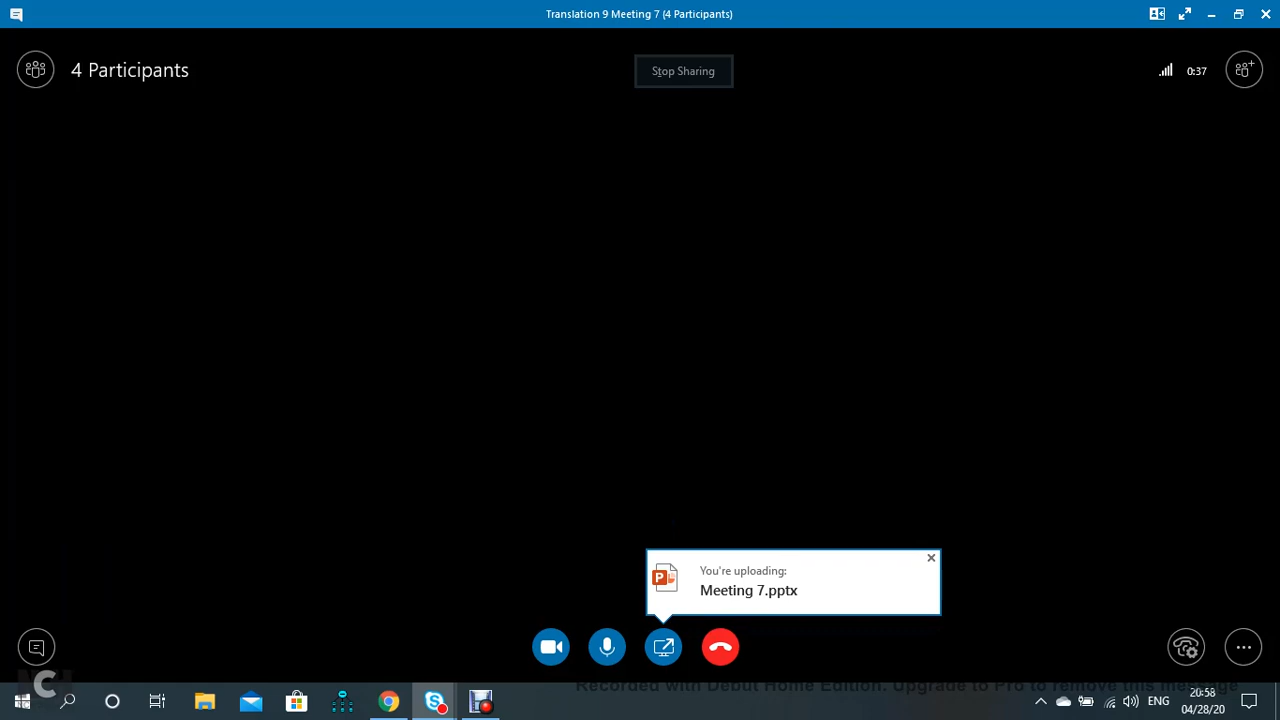 Translation 9 Meeting 7 (4 Participants)
4 Participants
Stop Sharing
0:37
You're uploading:
Meeting 7.pptx
Recorded with Debut Home Edition. Upgrade to Pro to remove this message
ENG
20:58
04/28/20